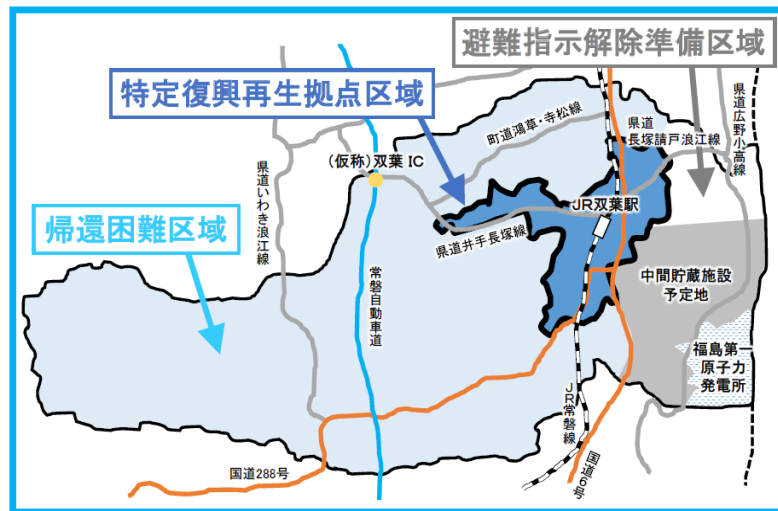 避難指示解除準備区域
特定復興再生拠点区域
帰還困難区域
(仮称)双葉 IC
町道鴻草・寺松線
県道
長塚請戸浪江線
県道広野小高線
県道いわき浪江線
JR双葉駅
県道井手長塚線
常磐自動車道
中間貯蔵施設
予定地
福島第一
原子力
発電所
JR常磐線
国道6号
国道288号